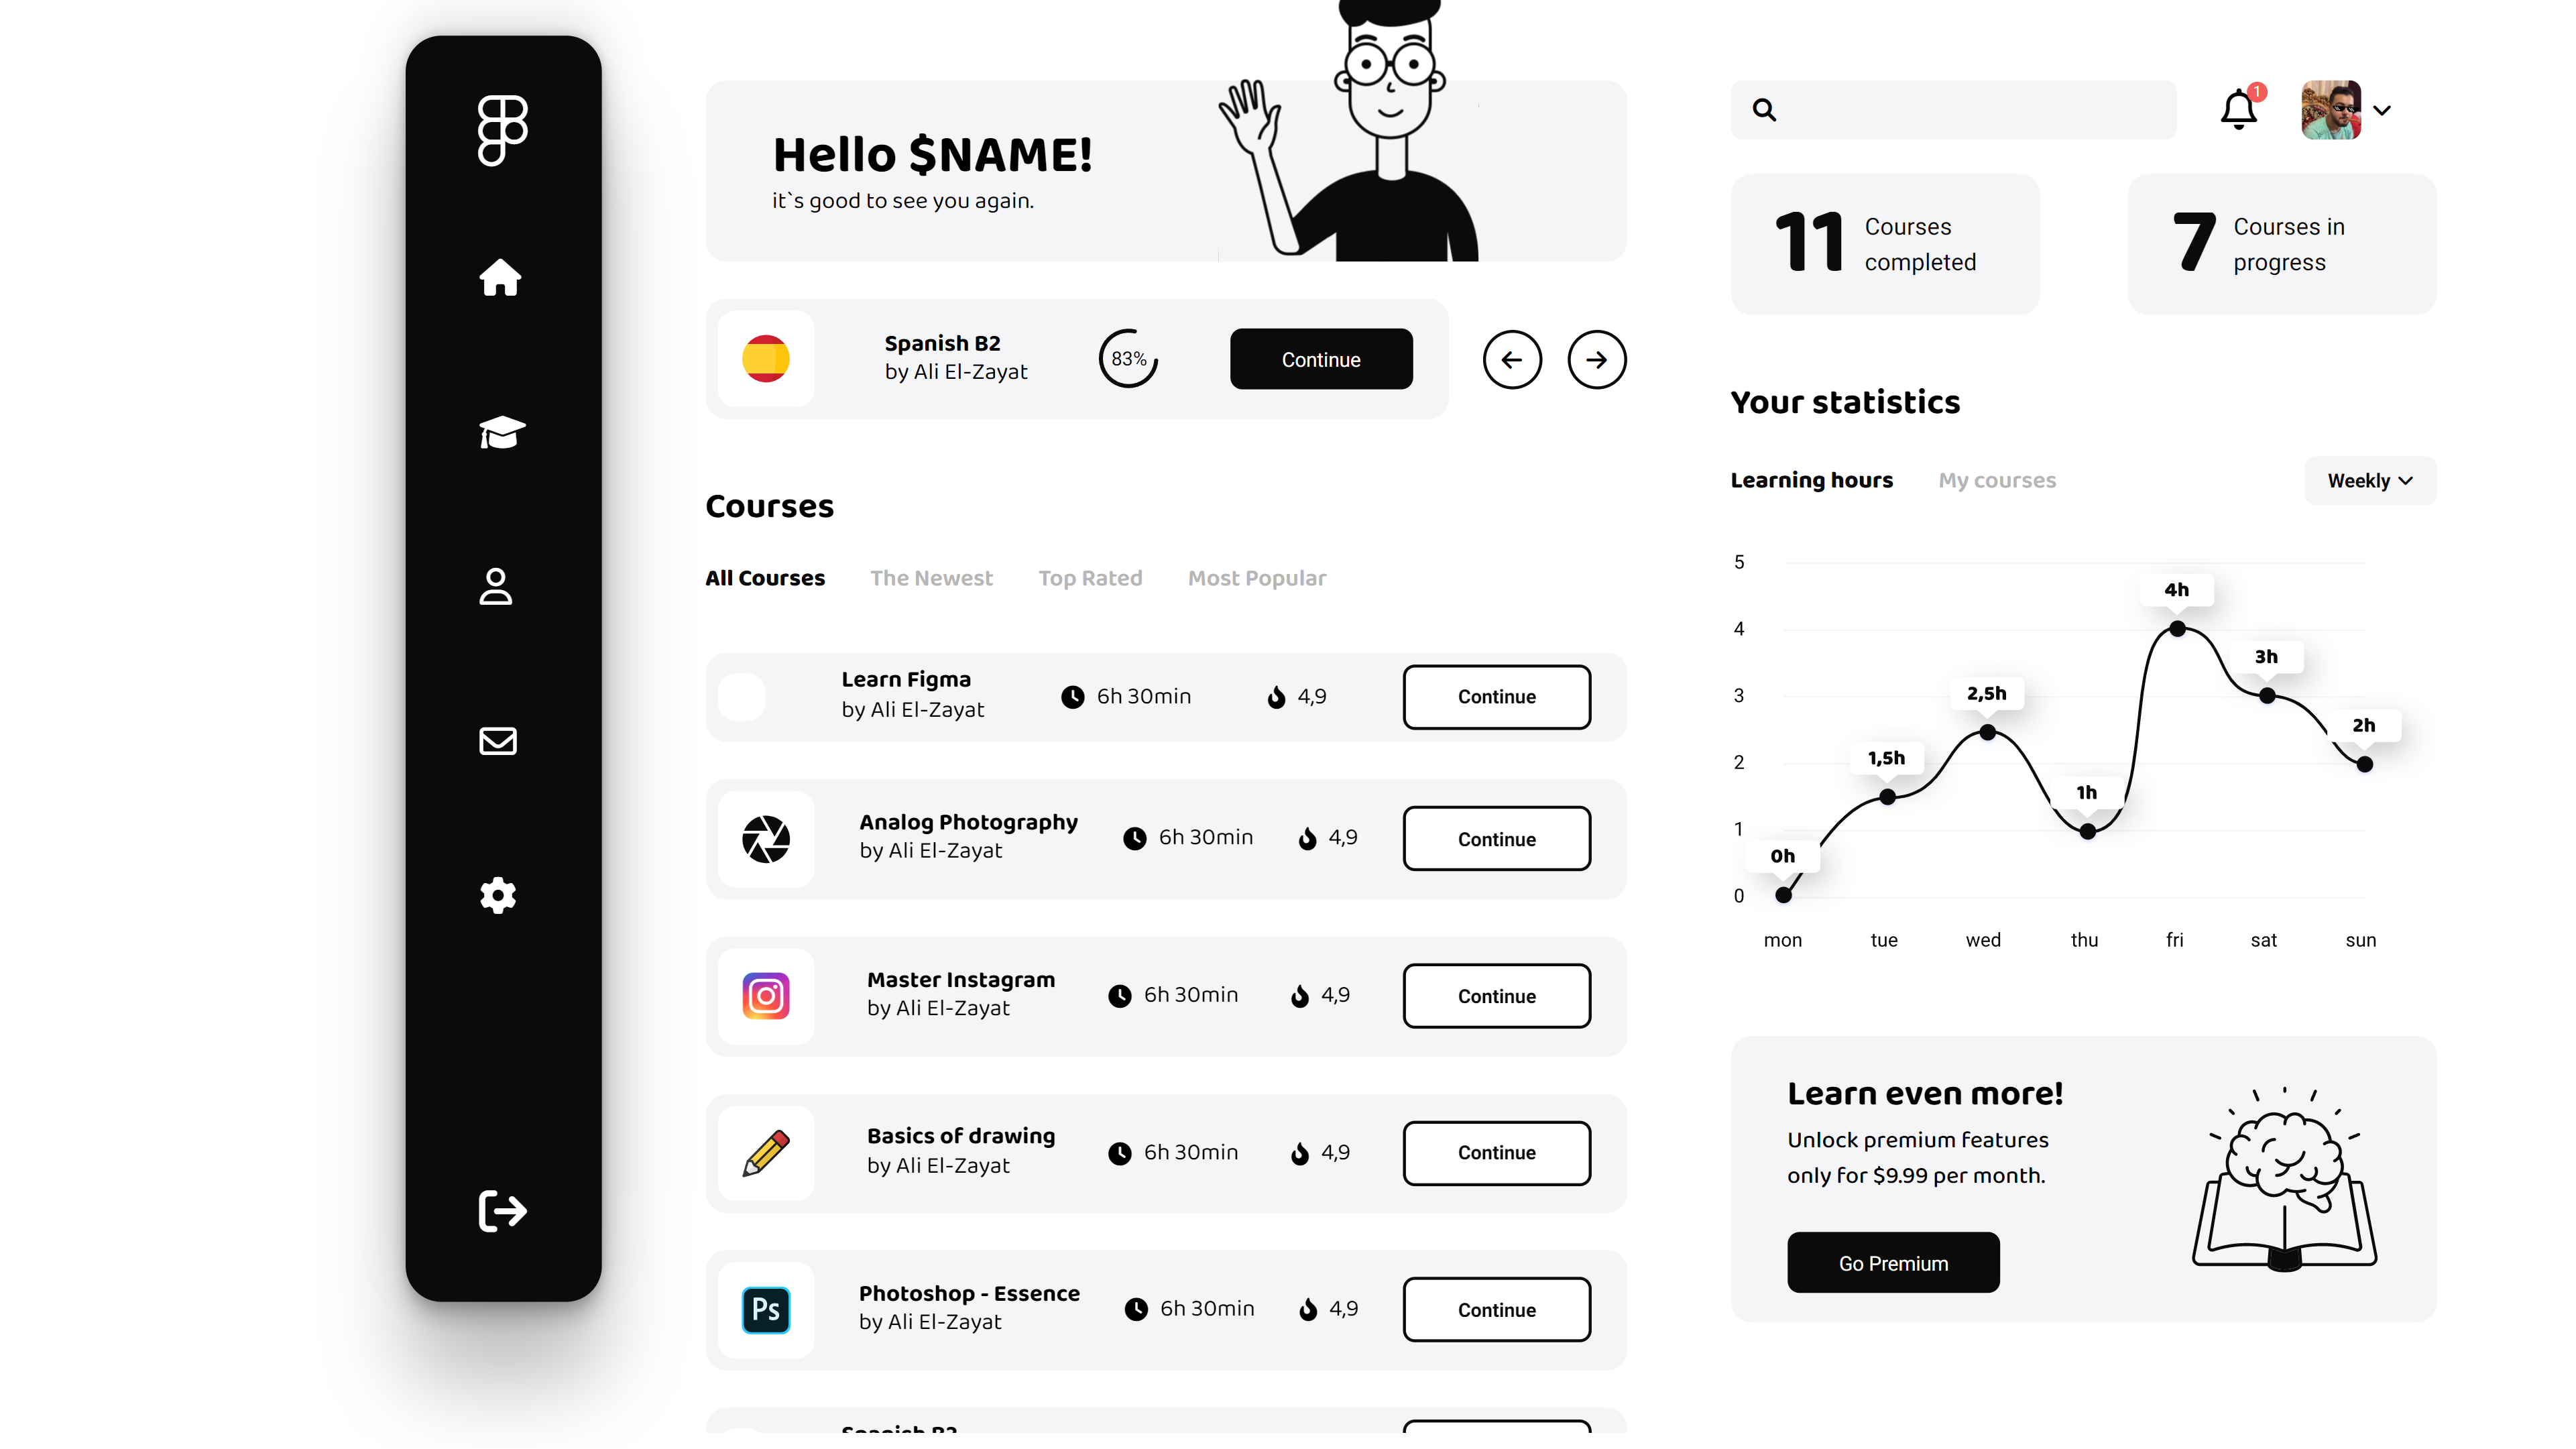 Hello $NAME!
it`s good to see you again.
Spanish B2
by Ali El-Zayat
83%
Continue
Courses
All Courses
The Newest
Top Rated
Most Popular
Learn Figma
by Ali El-Zayat
6h 30min
4,9
Continue
Analog Photography
by Ali El-Zayat
6h 30min
4,9
Continue
Master Instagram
by Ali El-Zayat
6h 30min
4,9
Continue
Basics of drawing
by Ali El-Zayat
6h 30min
4,9
Continue
Ps
Photoshop - Essence
by Ali El-Zayat
6h 30min
4,9
Continue
Spanish B2
1
11
Courses
completed
7
Courses in
progress
Your statistics
Learning hours
My courses
Weekly
5
4
3
2
1
0
0h
1,5h
2,5h
1h
4h
3h
2h
mon
tue
wed
thu
fri
sat
sun
Learn even more!
Unlock premium features
only for $9.99 per month.
Go Premium